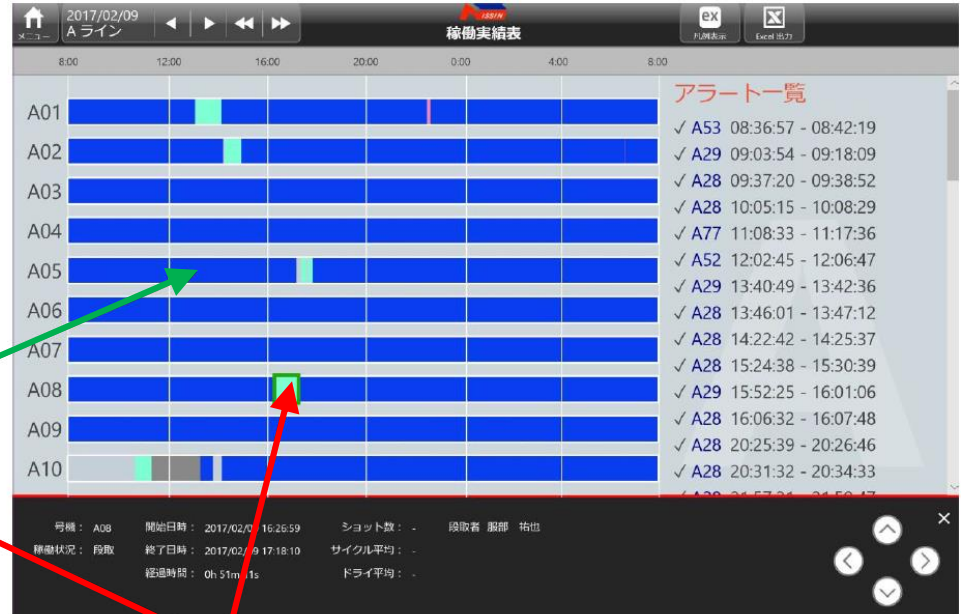 2017/02/09
メニュー
A ライン
NISSIN
稼働実績表
ex
凡例表示
X
Excel 出力
8:00 12:00 16:00 20:00 0:00 4:00 8:00
アラート一覧
A01
A02
A03
A04
A05
A06
A07
A08
A09
A10
✓ A53 08:36:57 - 08:42:19
✓ A29 09:03:54 - 09:18:09
✓ A28 09:37:20 - 09:38:52
✓ A28 10:05:15 - 10:08:29
✓ A77 11:08:33 - 11:17:36
✓ A52 12:02:45 - 12:06:47
✓ A29 13:40:49 - 13:42:36
✓ A28 13:46:01 - 13:47:12
✓ A28 14:22:42 - 14:25:37
✓ A28 15:24:38 - 15:30:39
✓ A29 15:52:25 - 16:01:06
✓ A28 16:06:32 - 16:07:48
✓ A28 20:25:39 - 20:26:46
✓ A28 20:31:32 - 20:34:33
号機： A08 開始日時： 16:26:59 ショット数： - 段取者 服部 祐也
稼働状況： 段取 終了日時： 17:18:10 サイクル平均： -
経過時間： 0h ドライ平均： -